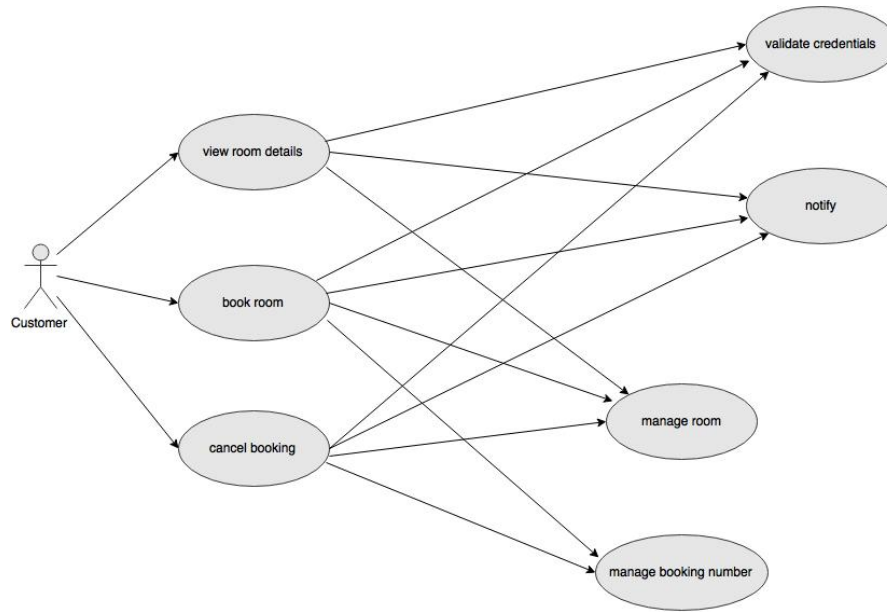 validate credentials
view room details
notify
book room
Customer
manage room
cancel booking
manage booking number